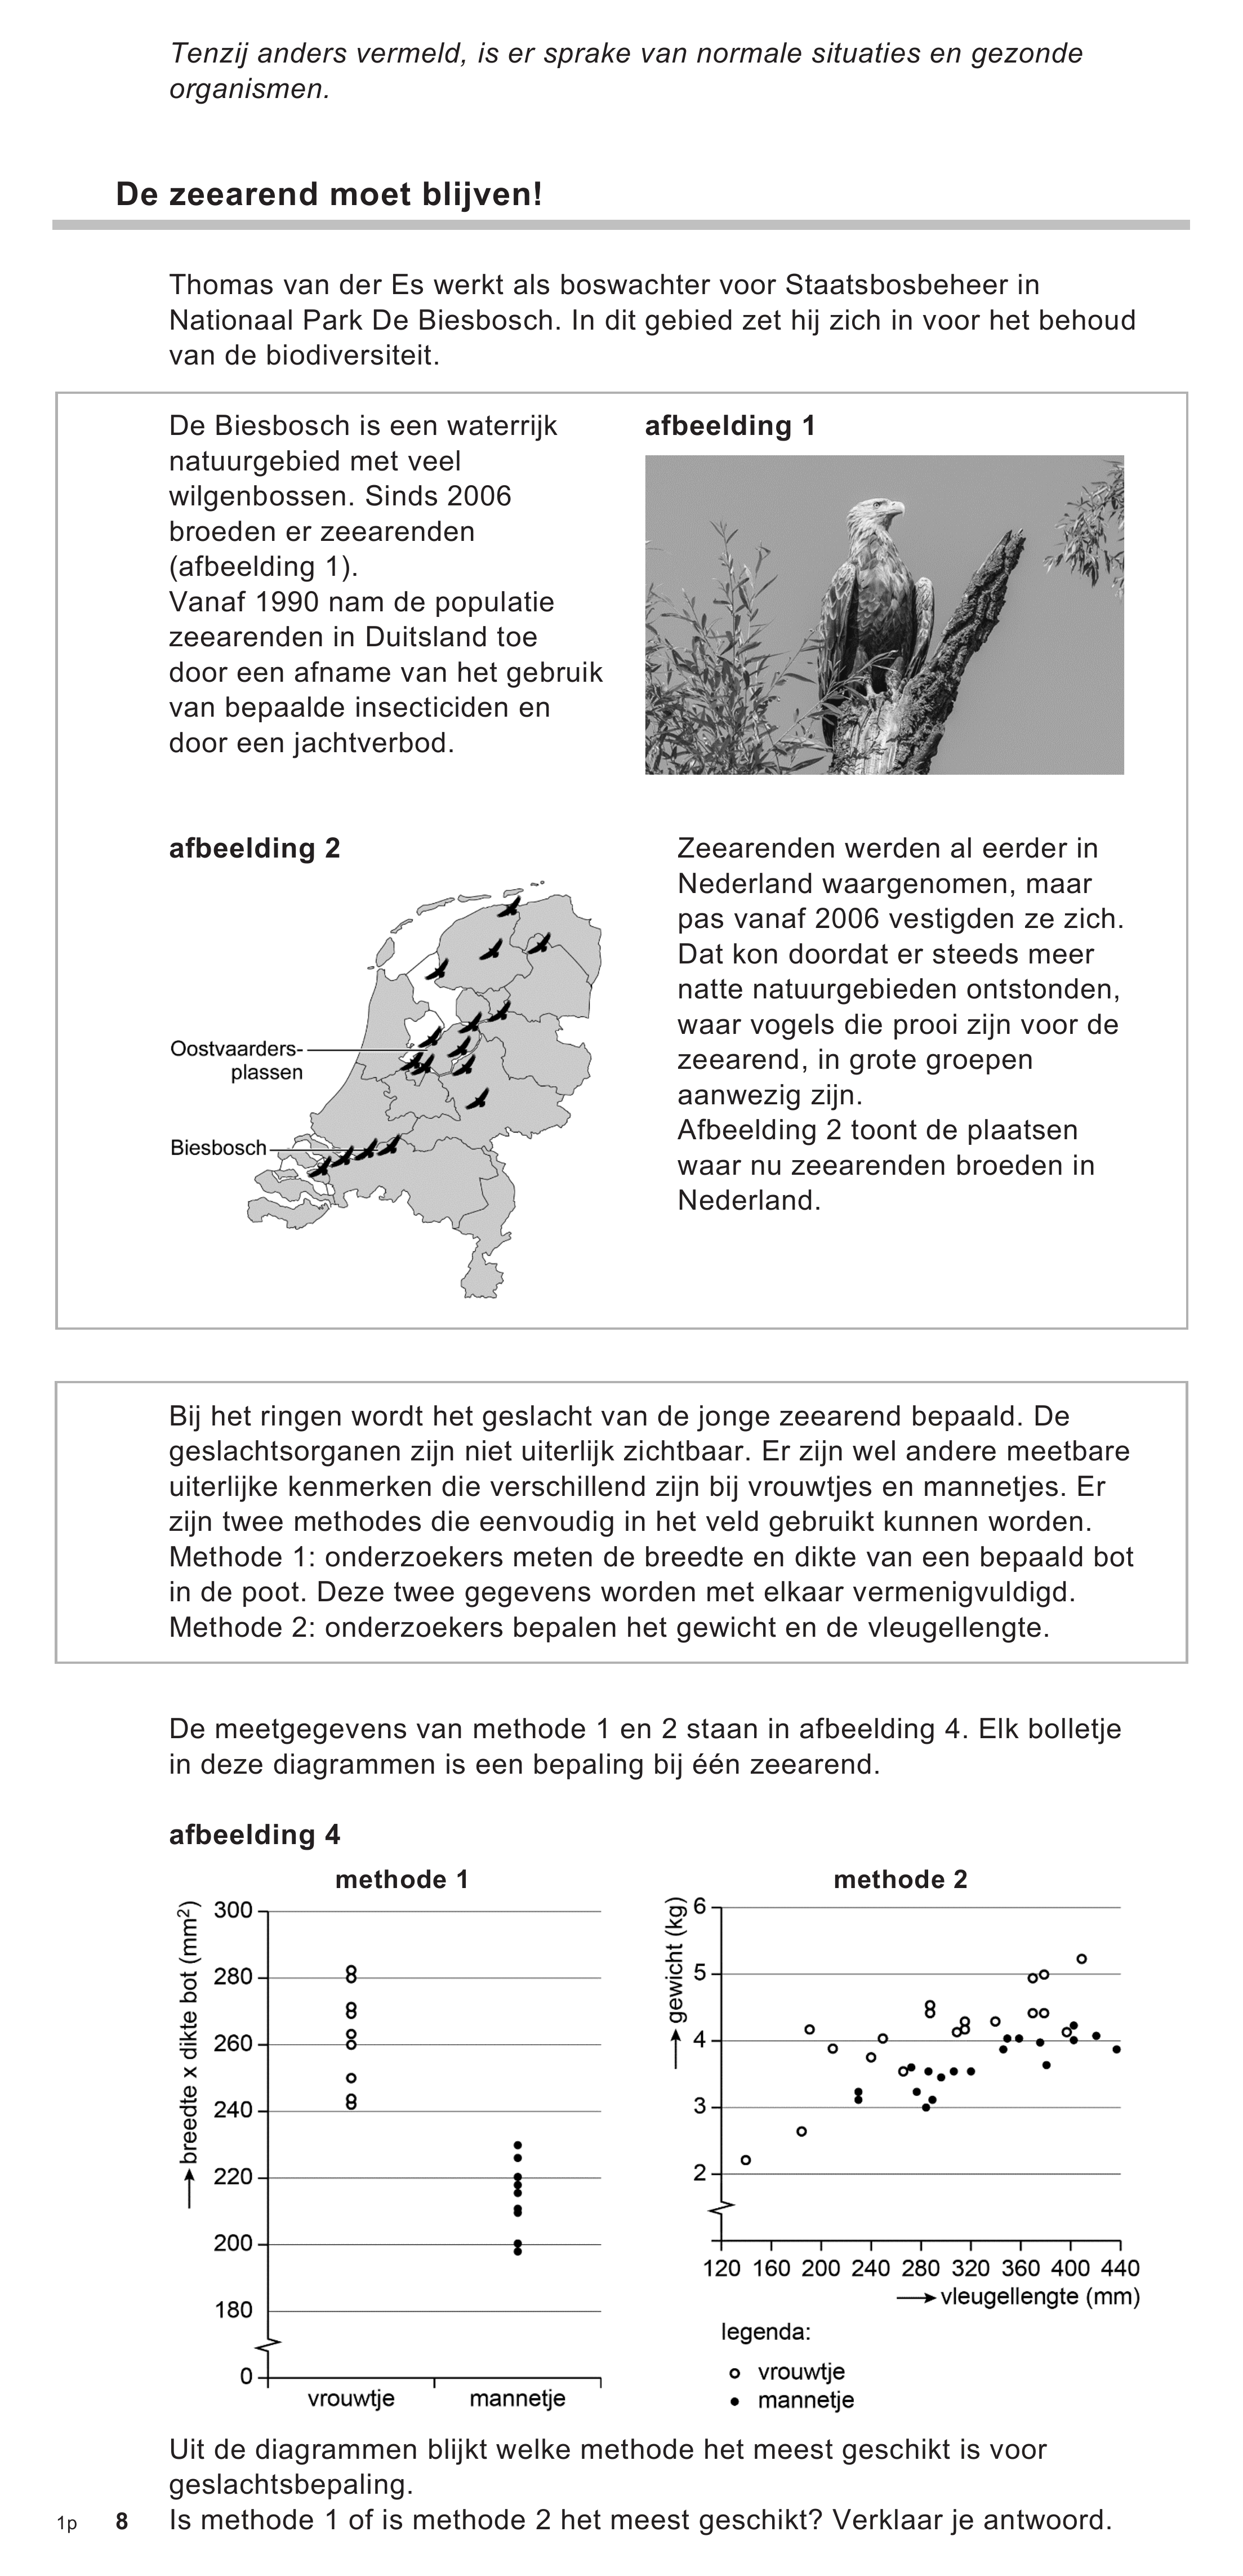 Tenzij anders vermeld, is er sprake van normale situaties en gezonde
organismen.
De zeearend moet blijven!
Thomas van der Es werkt als boswachter voor Staatsbosbeheer in
Nationaal Park De Biesbosch. In dit gebied zet hij zich in voor het behoud
van de biodiversiteit.
De Biesbosch is een waterrijk
natuurgebied met veel
wilgenbossen. Sinds 2006
broeden er zeearenden
(afbeelding 1).
Vanaf 1990 nam de populatie
zeearenden in Duitsland toe
door een afname van het gebruik
van bepaalde insecticiden en
door een jachtverbod.
afbeelding 1
afbeelding 2
Oostvaarders-
plassen
Biesbosch
Zeearenden werden al eerder in
Nederland waargenomen, maar
pas vanaf 2006 vestigden ze zich.
Dat kon doordat er steeds meer
natte natuurgebieden ontstonden,
waar vogels die prooi zijn voor de
zeearend, in grote groepen
aanwezig zijn.
Afbeelding 2 toont de plaatsen
waar nu zeearenden broeden in
Nederland.
Bij het ringen wordt het geslacht van de jonge zeearend bepaald. De
geslachtsorganen zijn niet uiterlijk zichtbaar. Er zijn wel andere meetbare
uiterlijke kenmerken die verschillend zijn bij vrouwtjes en mannetjes. Er
zijn twee methodes die eenvoudig in het veld gebruikt kunnen worden.
Methode 1: onderzoekers meten de breedte en dikte van een bepaald bot
in de poot. Deze twee gegevens worden met elkaar vermenigvuldigd.
Methode 2: onderzoekers bepalen het gewicht en de vleugellengte.
De meetgegevens van methode 1 en 2 staan in afbeelding 4. Elk bolletje
in deze diagrammen is een bepaling bij één zeearend.
afbeelding 4
methode 1
breedte x dikte bot (mm²)
300
280
260
240
220
200
180
0
vrouwtje mannetje
methode 2
gewicht (kg)
6
5
4
3
2
120 160 200 240 280 320 360 400 440
vleugellengte (mm)
legenda:
vrouwtje
mannetje
Uit de diagrammen blijkt welke methode het meest geschikt is voor
geslachtsbepaling.
1p 8 Is methode 1 of is methode 2 het meest geschikt? Verklaar je antwoord.